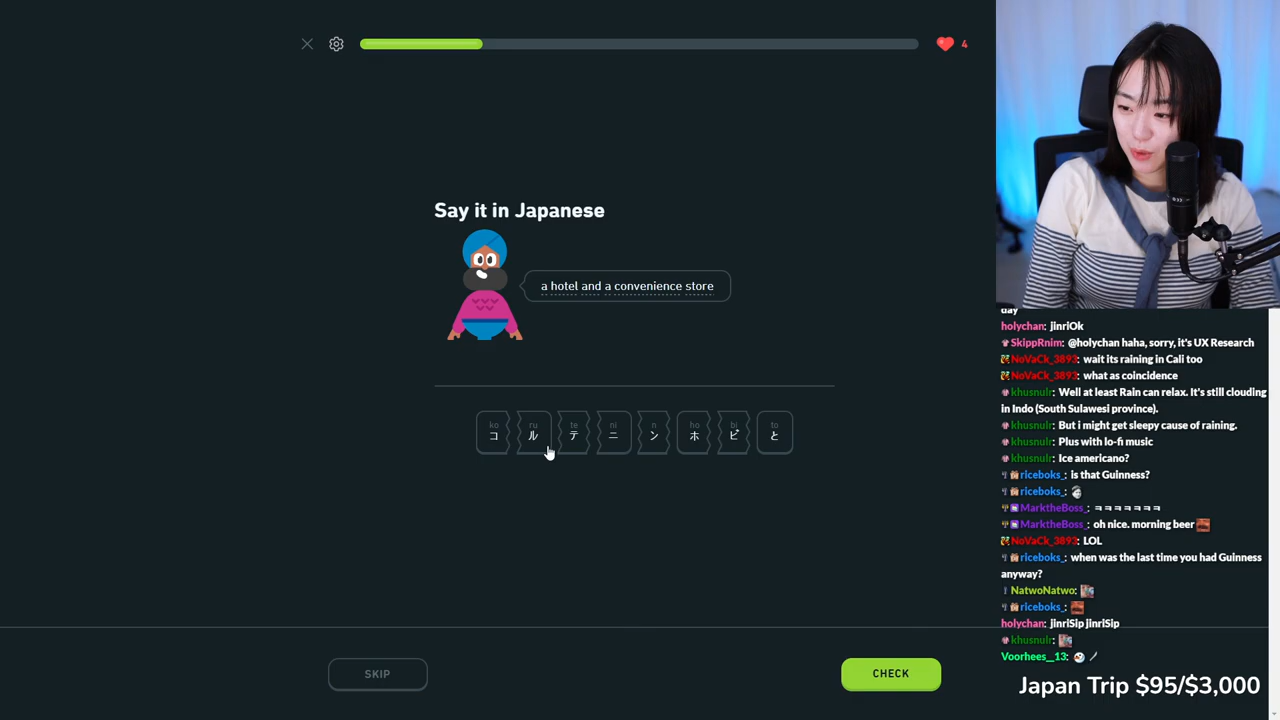 4
Say it in Japanese
a hotel and a convenience store
ko ru te ni n ho bi to
コ ル テ ニ ン ホ ビ と
SKIP
CHECK
day
holychan: jinriOk
SkippRnim: @holychan haha, sorry, it's UX Research
NoVaCk_3893: wait its raining in Cali too
NoVaCk_3893: what as coincidence
khusnulr: Well at least Rain can relax. It's still clouding
in Indo (South Sulawesi province).
khusnulr: But i might get sleepy cause of raining.
khusnulr: Plus with lo-fi music
khusnulr: Ice americano?
riceboks_: is that Guinness?
riceboks_:
MarktheBoss_: ㅋㅋㅋㅋㅋㅋㅋ
MarktheBoss_: oh nice. morning beer
NoVaCk_3893: LOL
riceboks_: when was the last time you had Guinness
anyway?
NatwoNatwo:
riceboks_:
holychan: jinriSip jinriSip
khusnulr:
Voorhees__13:
Japan Trip $95/$3,000